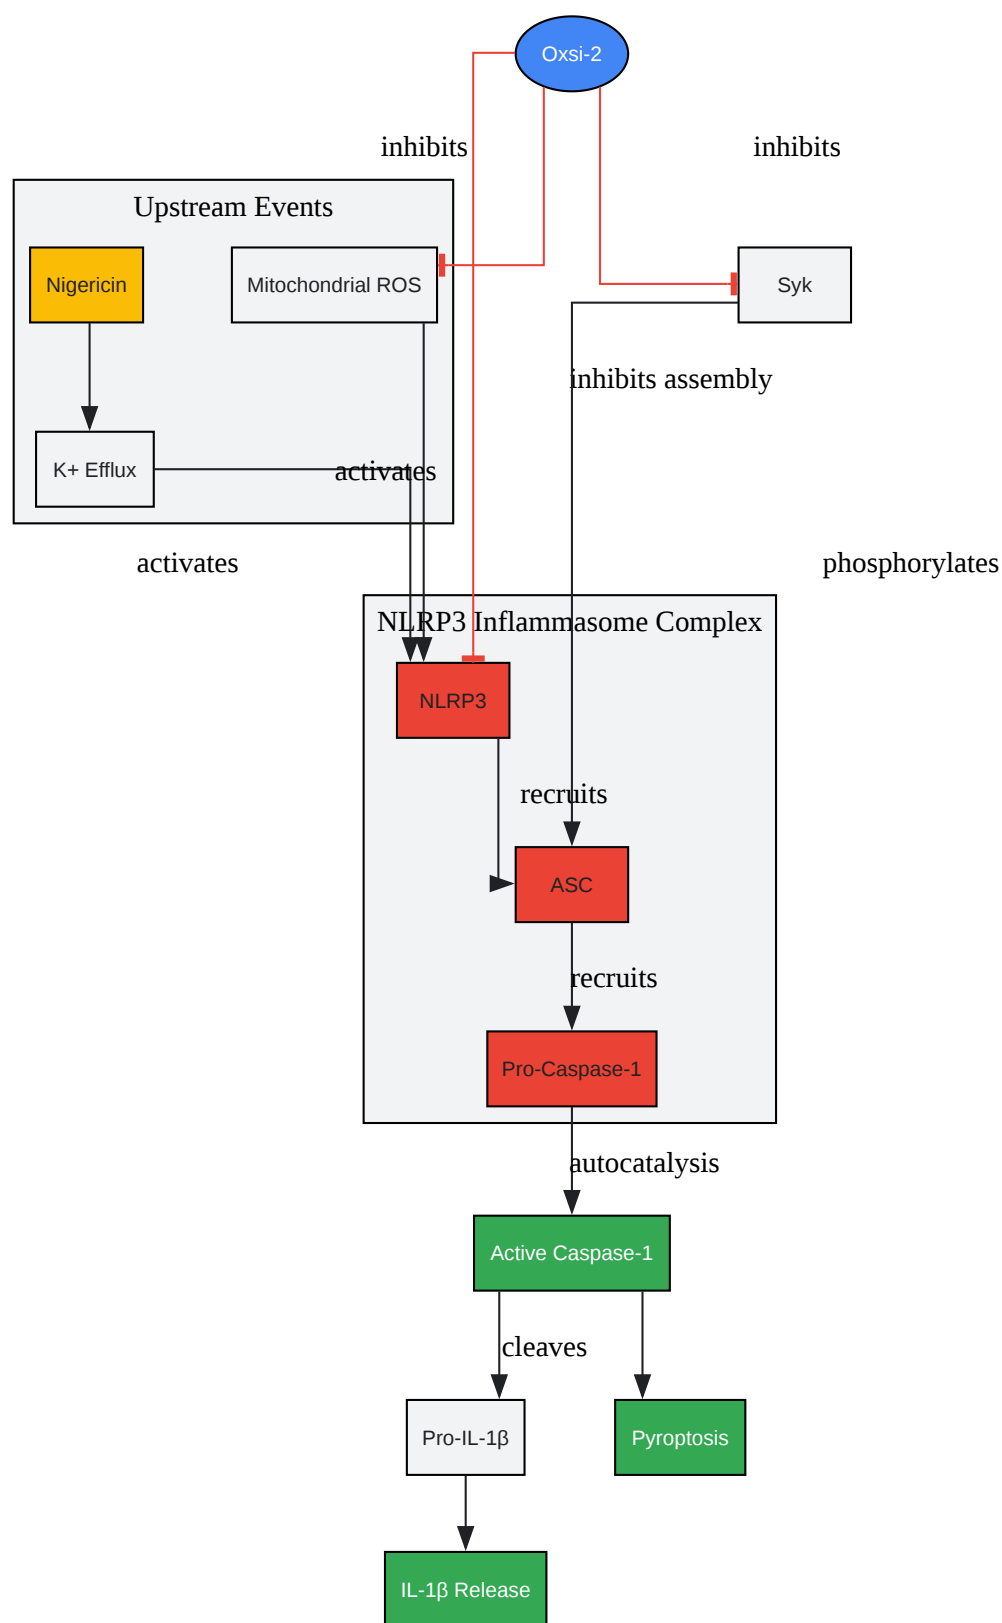 Oxsi-2
inhibits
inhibits
Upstream Events
Nigericin
Mitochondrial ROS
Syk
inhibits assembly
K+ Efflux
activates
activates
phosphorylates
NLRP3 Inflammasome Complex
NLRP3
recruits
ASC
recruits
Pro-Caspase-1
autocatalysis
Active Caspase-1
cleaves
Pro-IL-1β
Pyroptosis
IL-1β Release